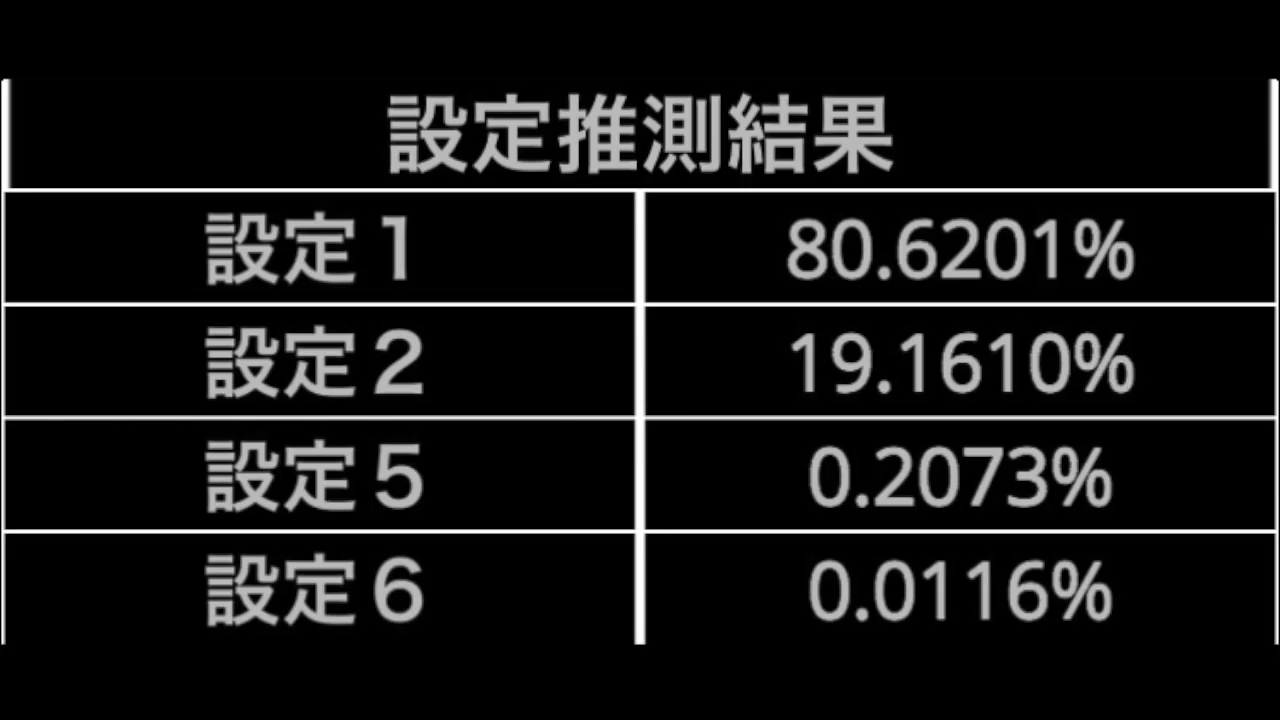 設定推測結果
設定１ 80.6201%
設定２ 19.1610%
設定５ 0.2073%
設定６ 0.0116%